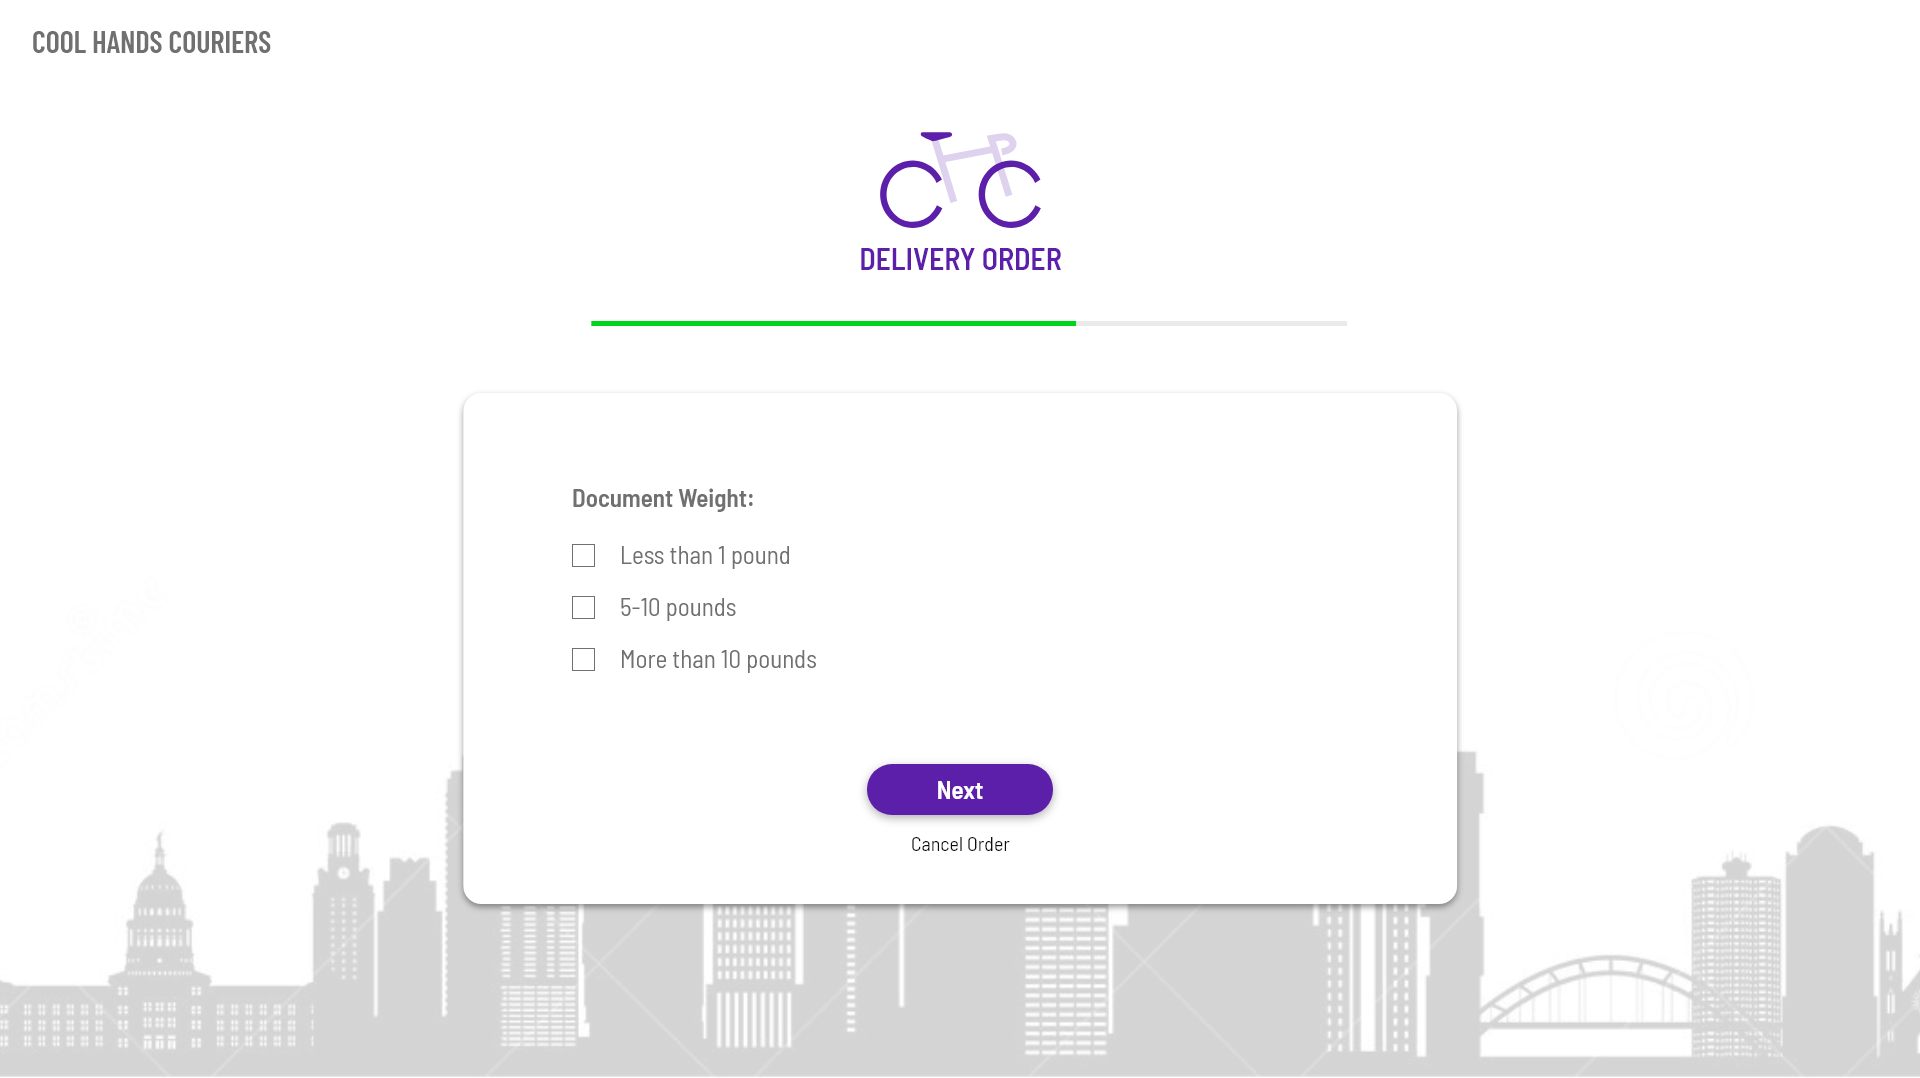 COOL HANDS COURIERS
DELIVERY ORDER
Document Weight:
Less than 1 pound
5-10 pounds
More than 10 pounds
Next
Cancel Order